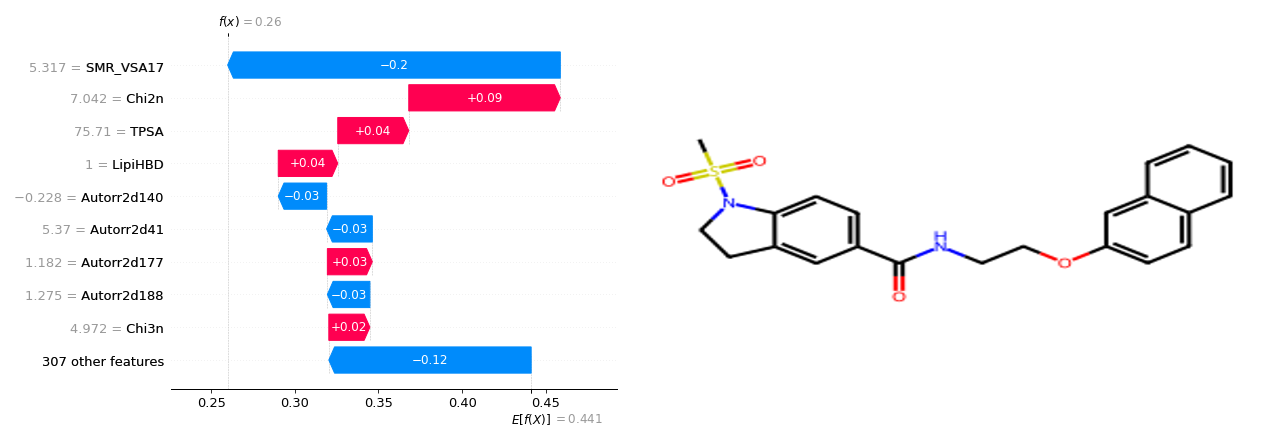 f(x) = 0.26
5.317 = SMR_VSA17
−0.2
7.042 = Chi2n
+0.09
75.71 = TPSA
+0.04
1 = LipiHBD
+0.04
−0.228 = Autorr2d140
−0.03
5.37 = Autorr2d41
−0.03
1.182 = Autorr2d177
+0.03
1.275 = Autorr2d188
−0.03
4.972 = Chi3n
+0.02
307 other features
−0.12
0.25 0.30 0.35 0.40 0.45
E[f(X)] = 0.441
O
S
O
N
H
N
O
O